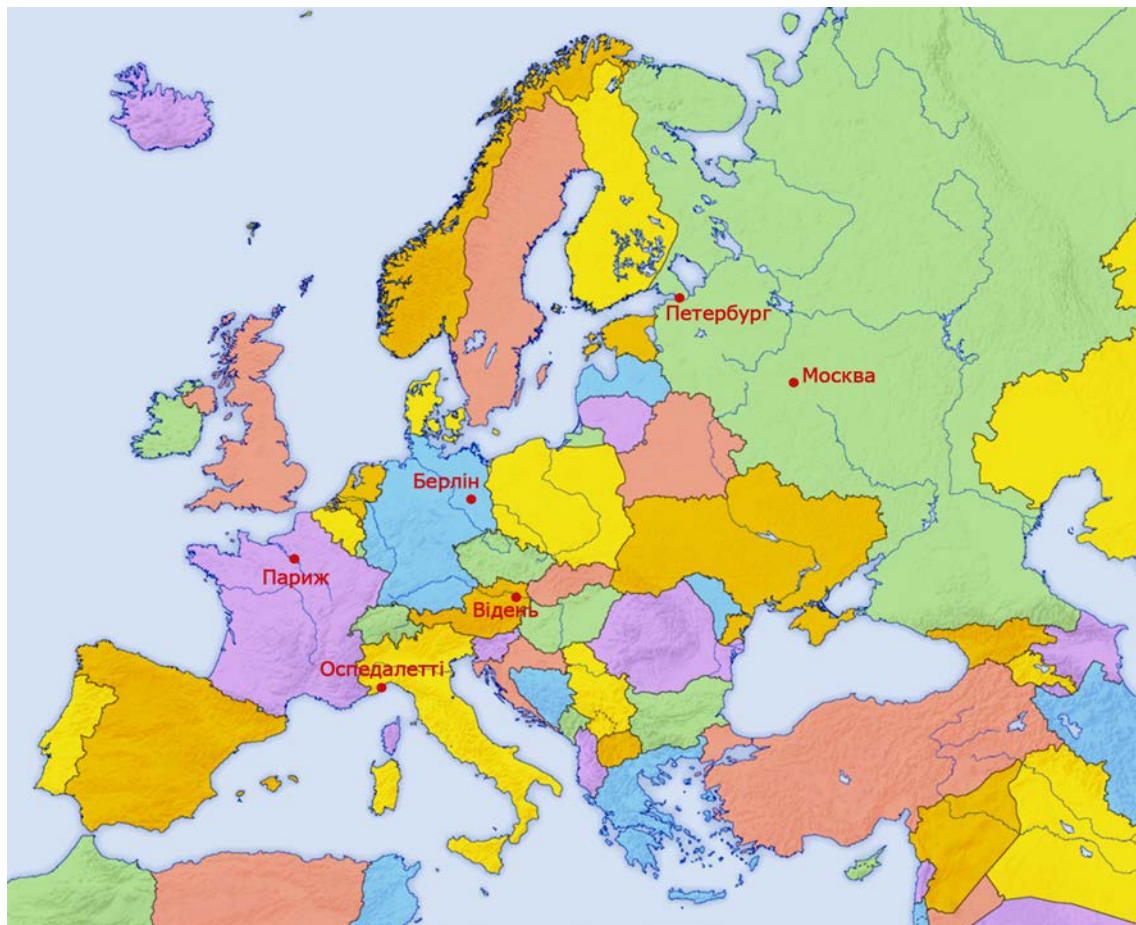 Петербург
Москва
Берлін
Париж
Відень
Оспедалетті